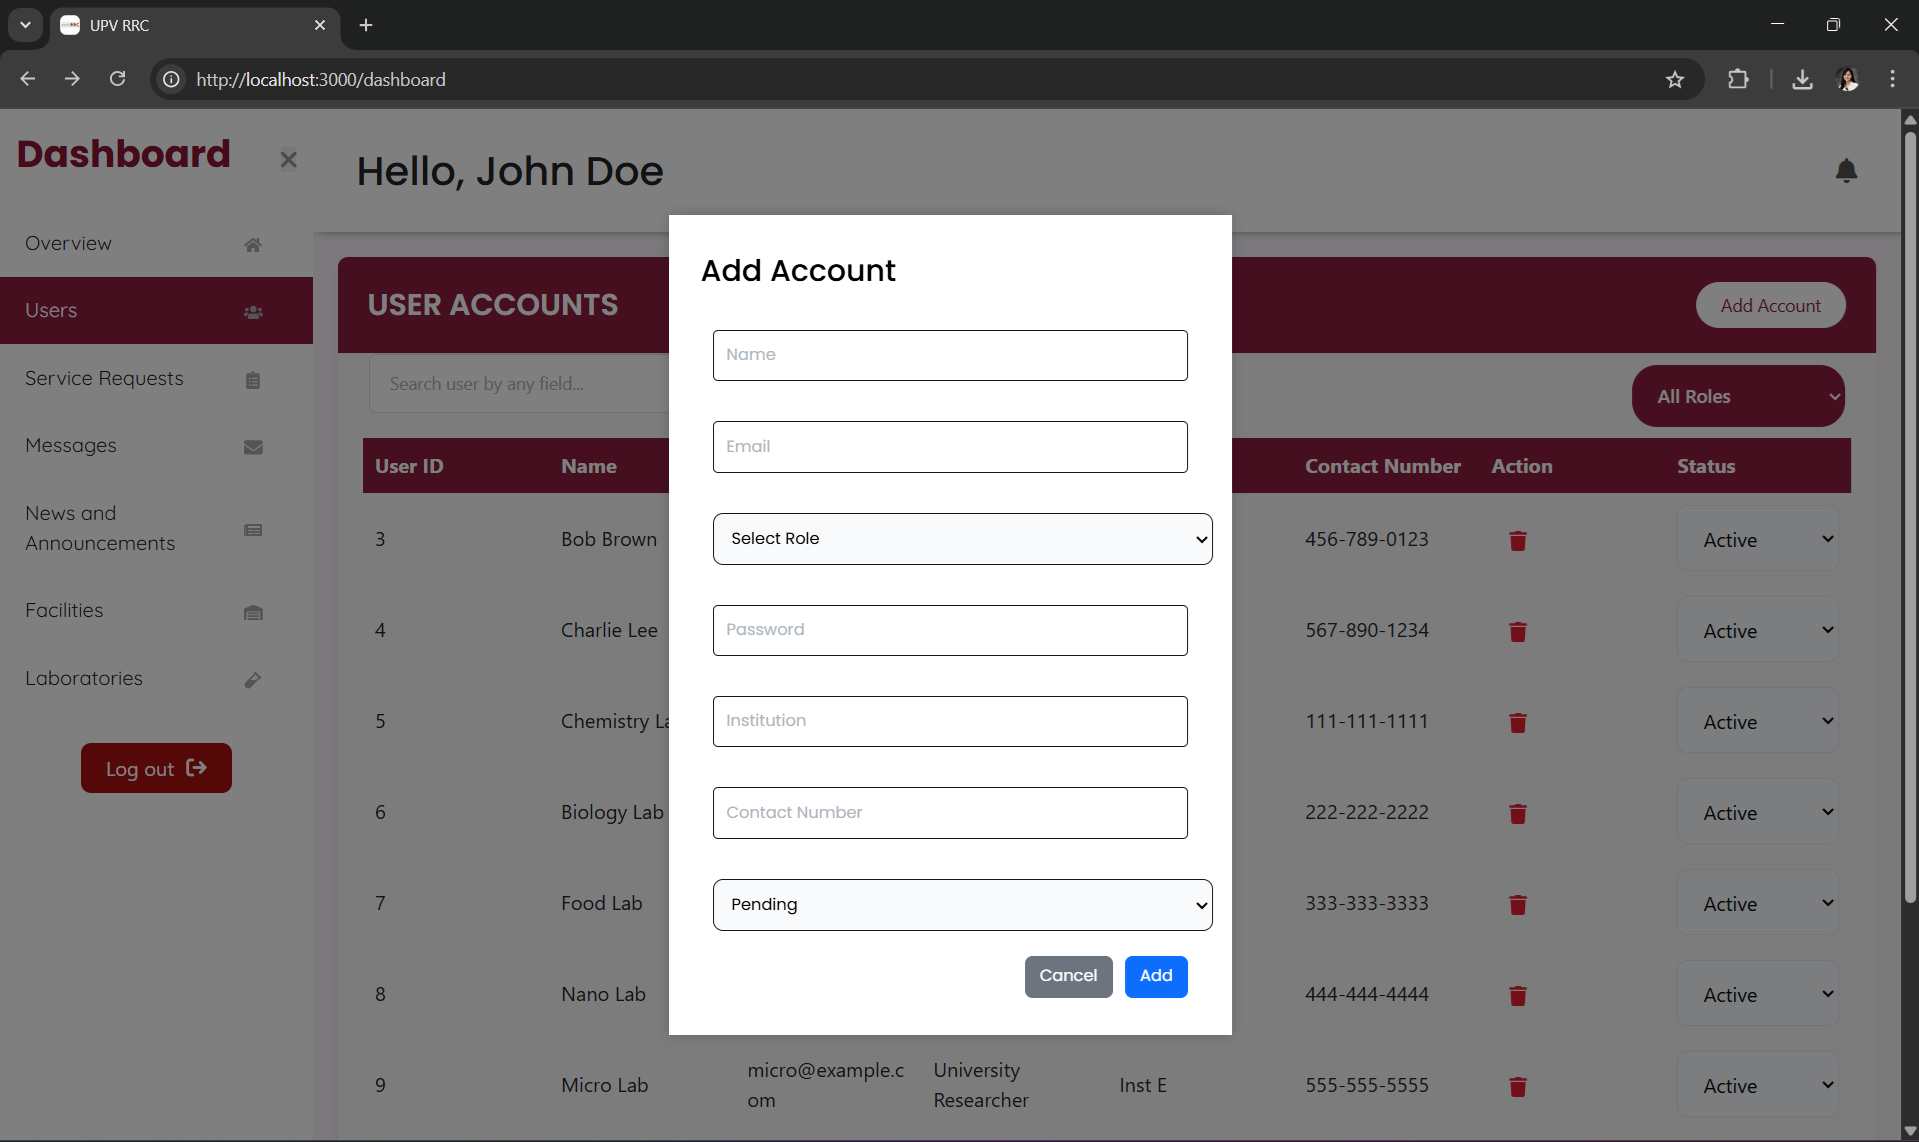 UPV RRC
http://localhost:3000/dashboard
Dashboard
Hello, John Doe
Overview
Users
Service Requests
Messages
News and
Announcements
Facilities
Laboratories
Log out
USER ACCOUNTS
Add Account
Search user by any field...
All Roles
User ID Name Contact Number Action Status
3 Bob Brown 456-789-0123 Active
4 Charlie Lee 567-890-1234 Active
5 Chemistry La 111-111-1111 Active
6 Biology Lab 222-222-2222 Active
7 Food Lab 333-333-3333 Active
8 Nano Lab 444-444-4444 Active
9 Micro Lab micro@example.c University Inst E 555-555-5555 Active
om Researcher
Add Account
Name
Email
Select Role
Password
Institution
Contact Number
Pending
Cancel Add